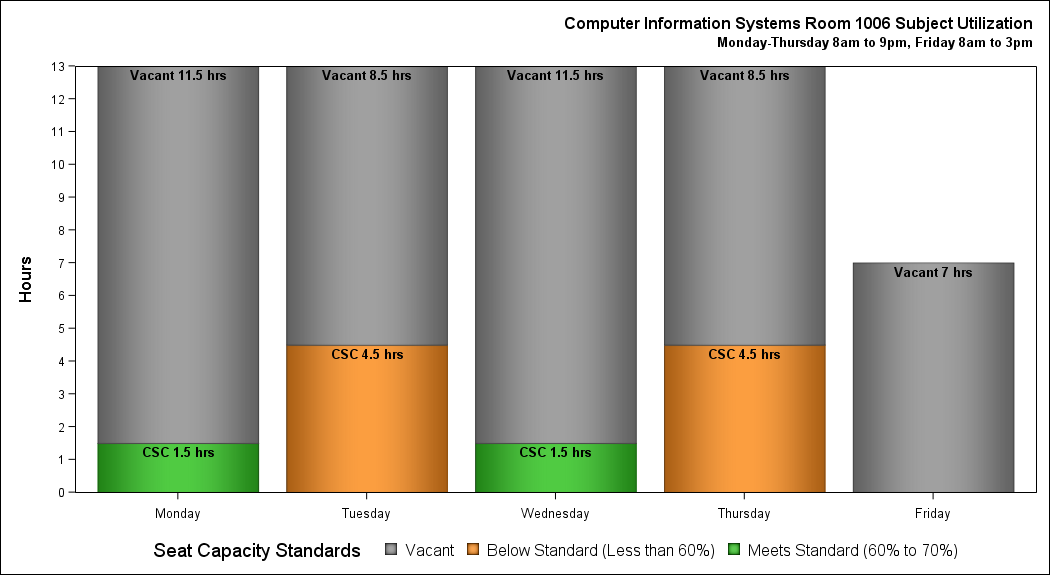 Computer Information Systems Room 1006 Subject Utilization
Monday-Thursday 8am to 9pm, Friday 8am to 3pm
Hours
13
12
11
10
9
8
7
6
5
4
3
2
1
0
Vacant 11.5 hrs
Vacant 8.5 hrs
Vacant 11.5 hrs
Vacant 8.5 hrs
Vacant 7 hrs
CSC 4.5 hrs
CSC 4.5 hrs
CSC 1.5 hrs
CSC 1.5 hrs
Monday
Tuesday
Wednesday
Thursday
Friday
Seat Capacity Standards
Vacant
Below Standard (Less than 60%)
Meets Standard (60% to 70%)